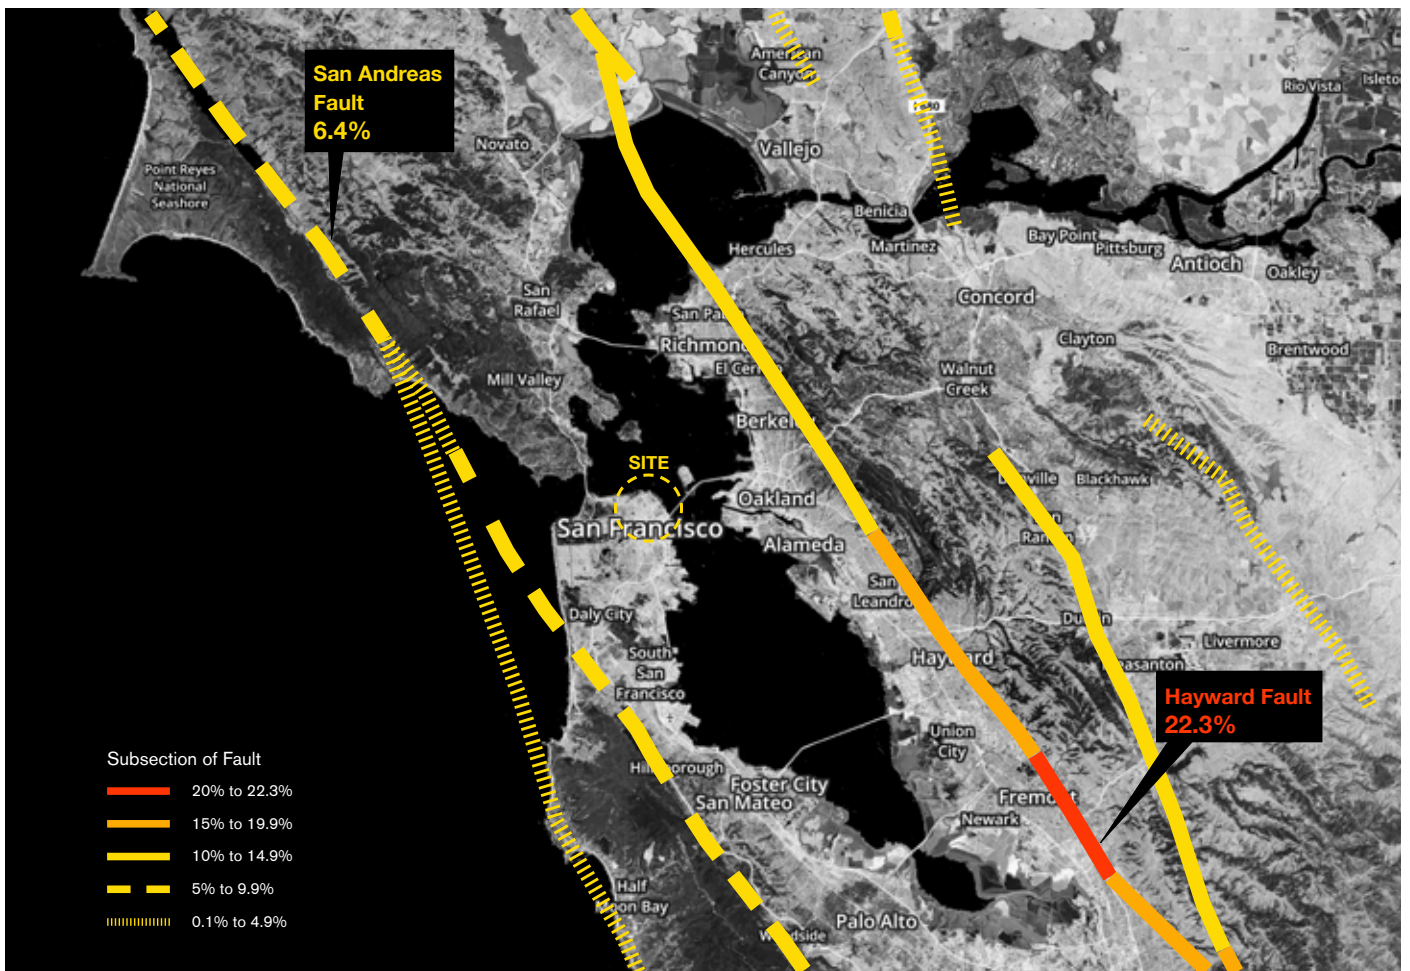 San Andreas
Fault
6.4%
American
Canyon
Rio Vista
Novato
Vallejo
Point Reyes
National
Seashore
Benicia
Hercules
Martinez
Bay Point
Pittsburg
Antioch
Oakley
San
Rafael
Concord
Richmond
Clayton
Brentwood
Mill Valley
Walnut
Creek
SITE
Blackhawk
Oakland
San Francisco
Alameda
San
Leandro
Daly City
Livermore
South
San
Francisco
Hayward
Hayward Fault
22.3%
Union
City
Subsection of Fault
20% to 22.3%
15% to 19.9%
10% to 14.9%
5% to 9.9%
0.1% to 4.9%
Foster City
San Mateo
Fremont
Newark
Half
Moon Bay
Palo Alto